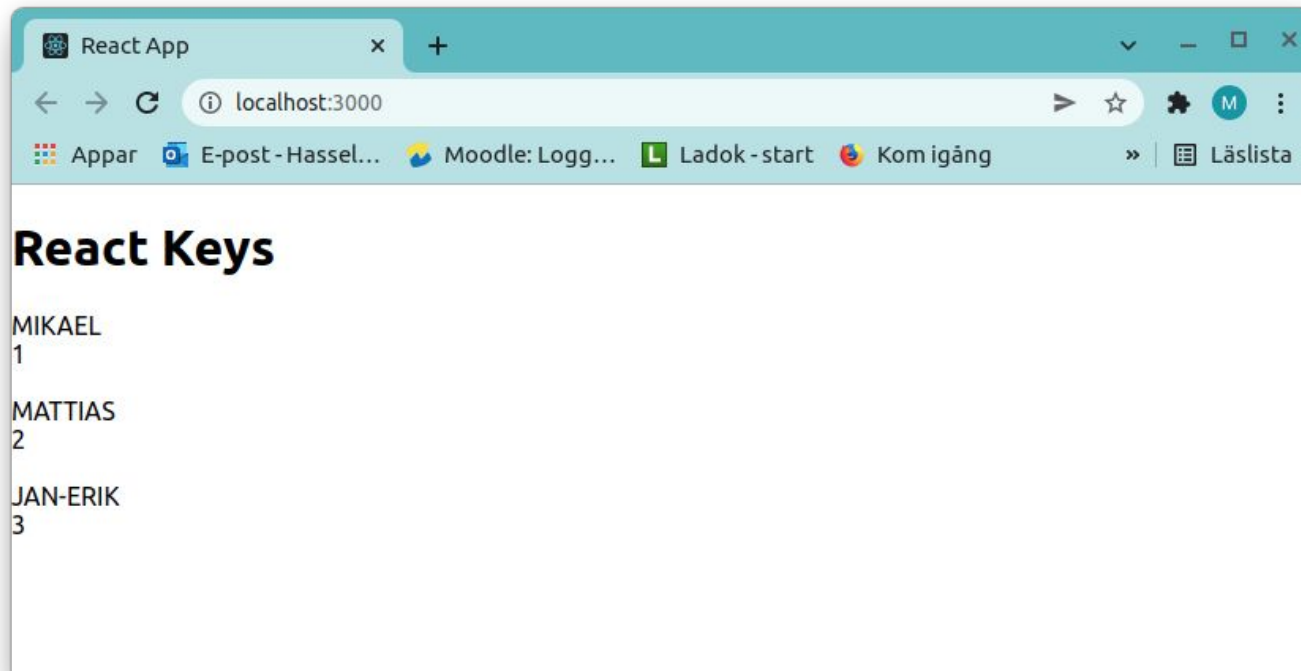 React App
localhost:3000
M
Appar E-post - Hassel... Moodle: Logg... L Ladok - start Kom igång » Läslista
React Keys
MIKAEL
1
MATTIAS
2
JAN-ERIK
3